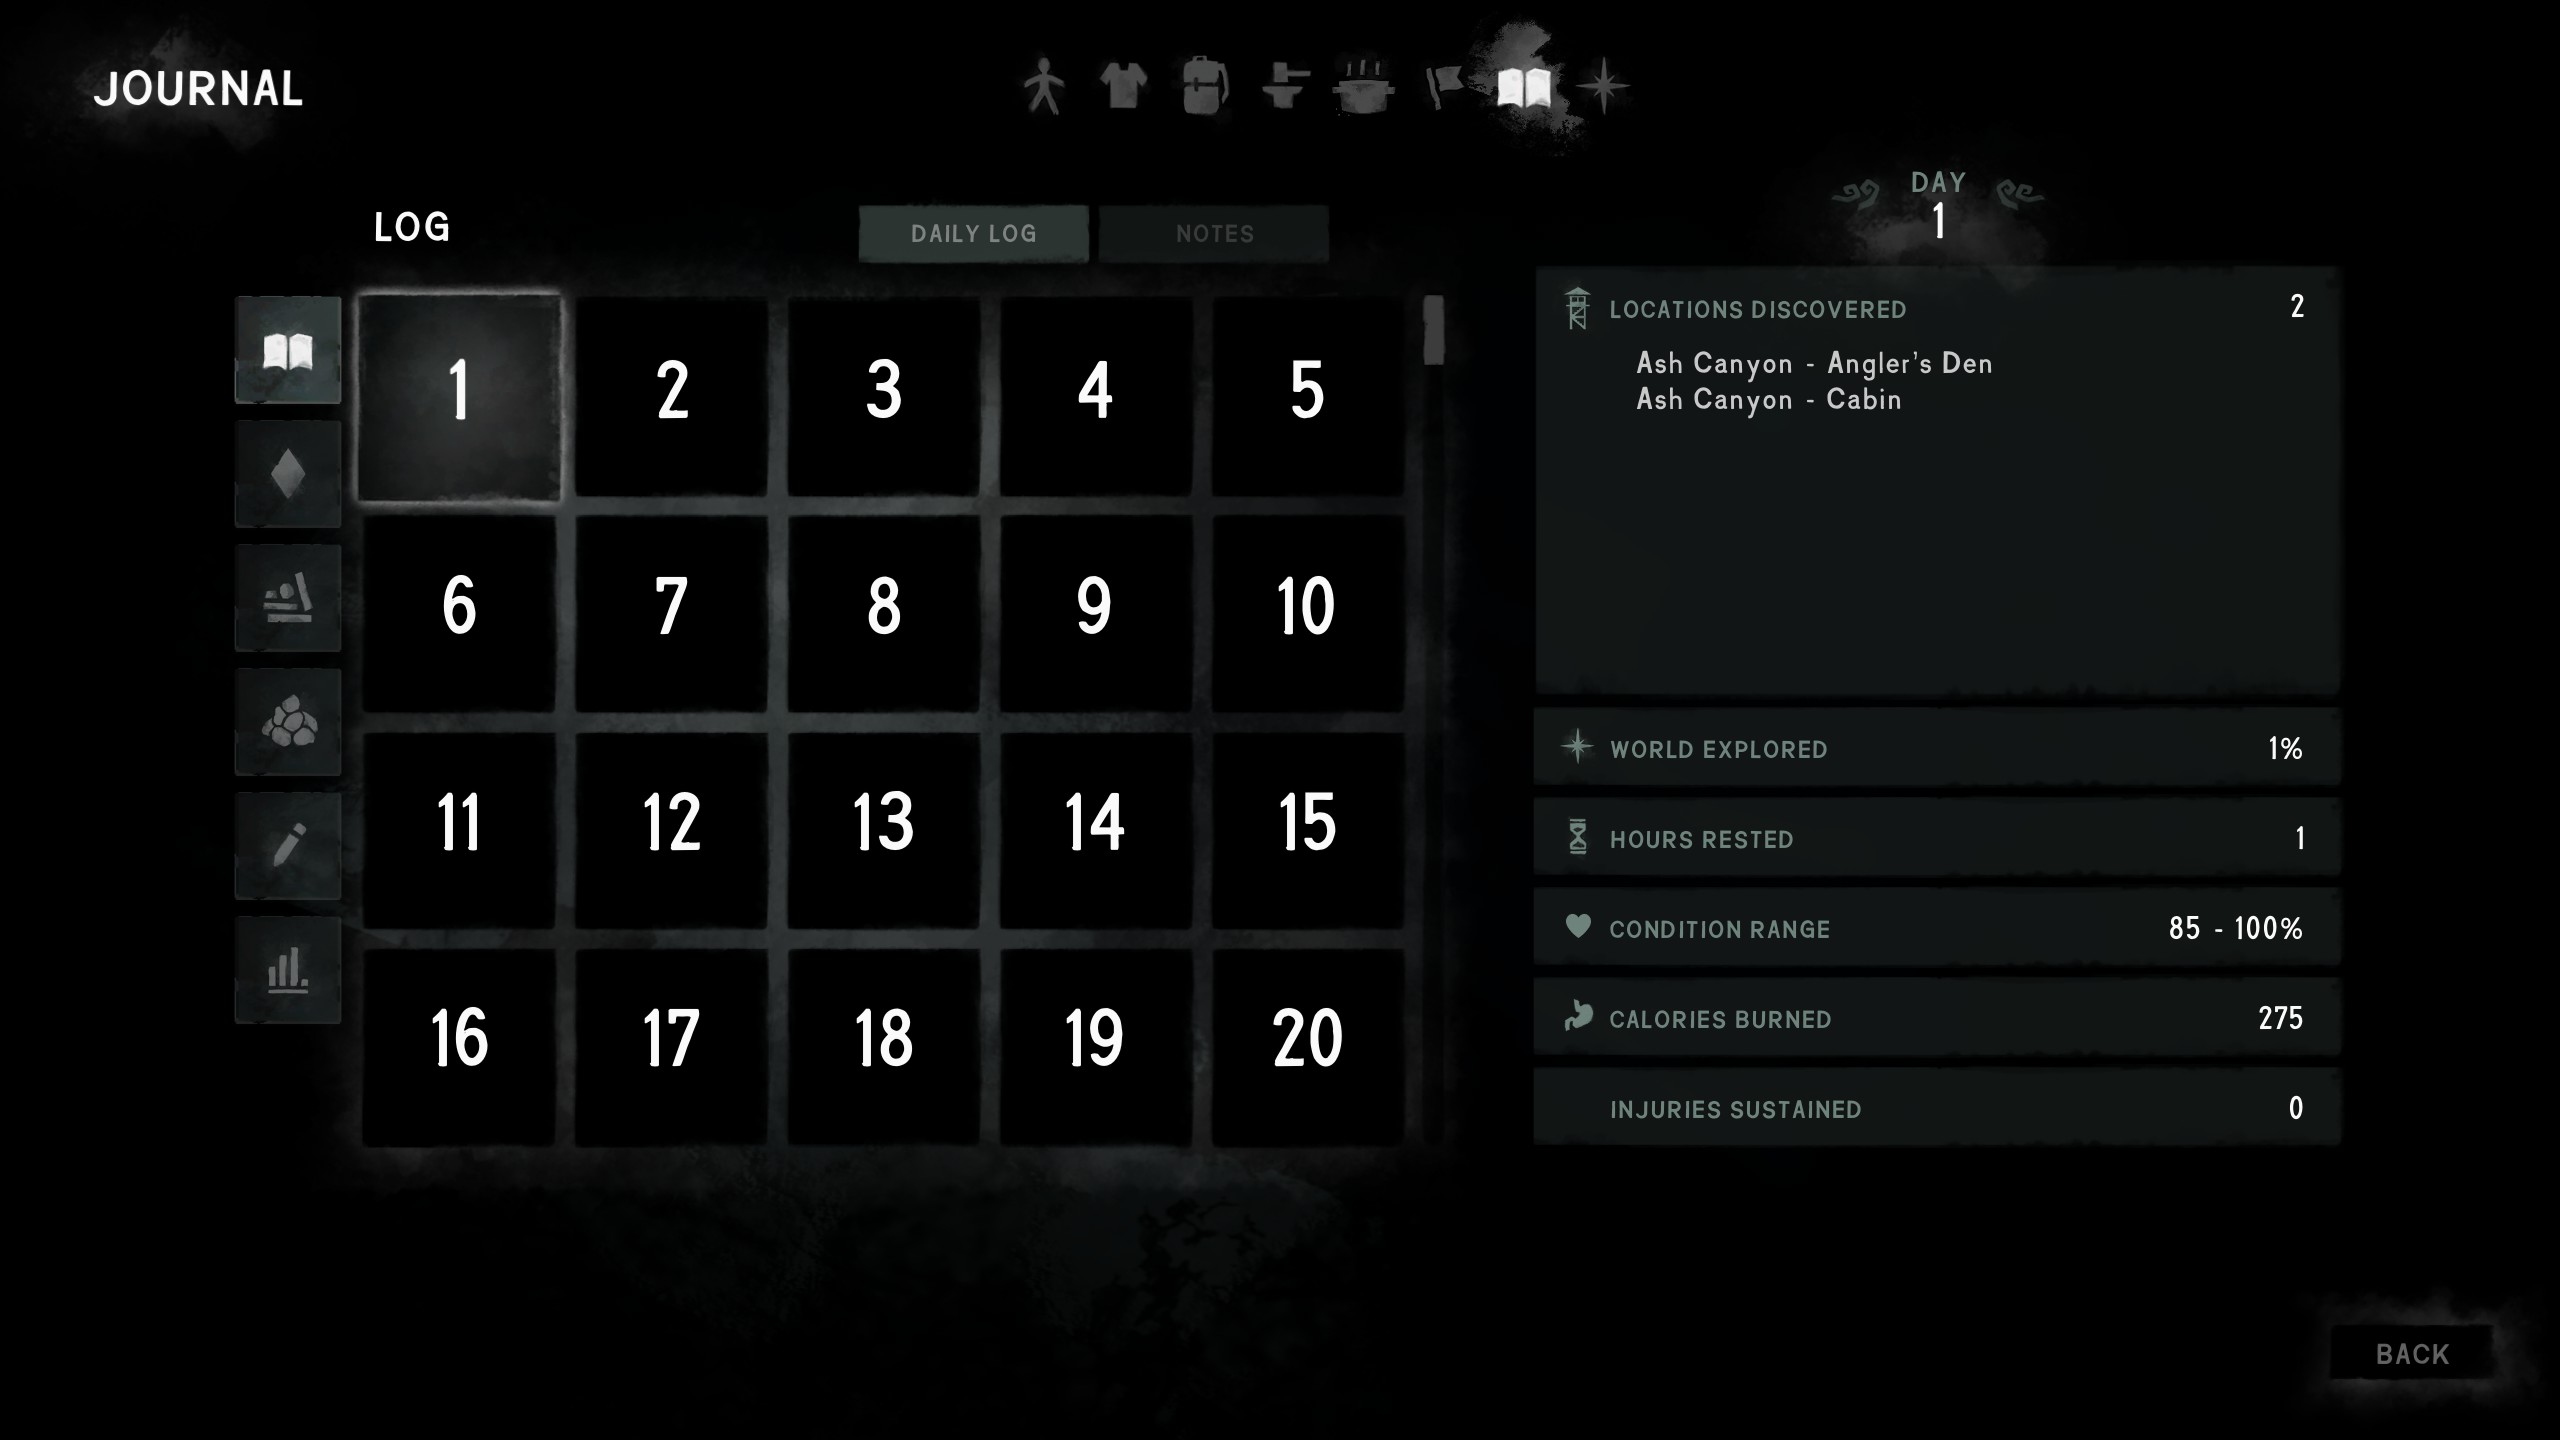 JOURNAL
LOG
DAILY LOG
NOTES
1
2
3
4
5
6
7
8
9
10
11
12
13
14
15
16
17
18
19
20
DAY
1
LOCATIONS DISCOVERED 2
Ash Canyon - Angler's Den
Ash Canyon - Cabin
WORLD EXPLORED 1%
HOURS RESTED 1
CONDITION RANGE 85 - 100%
CALORIES BURNED 275
INJURIES SUSTAINED 0
BACK